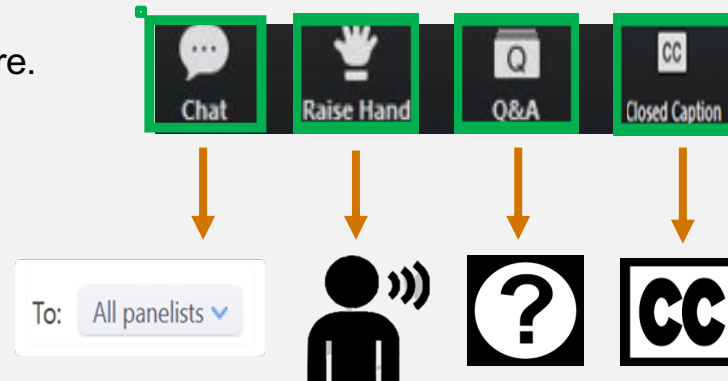 re.
Q
CC
Chat
Raise Hand
Q&A
Closed Caption
To: All panelists
?
CC